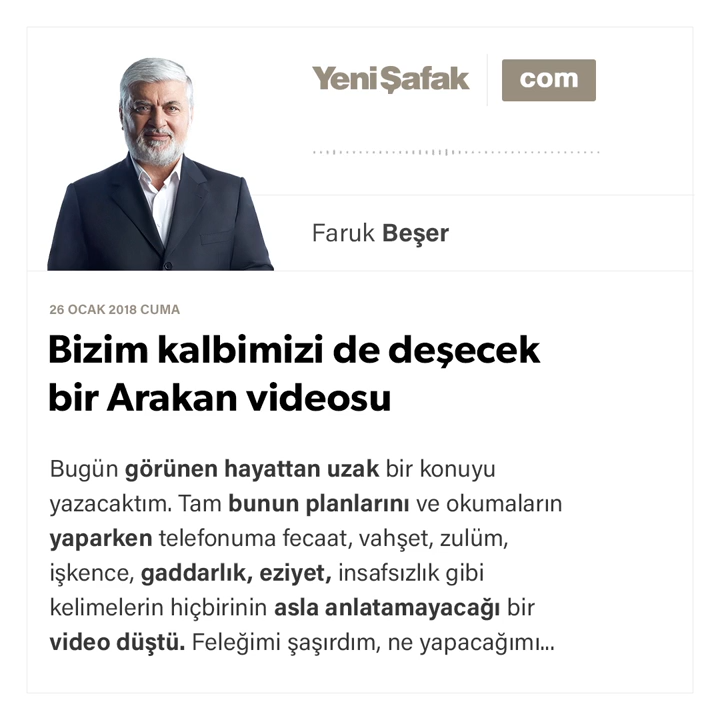 YeniŞafak com
Faruk Beşer
26 OCAK 2018 CUMA
Bizim kalbimizi de deşecek
bir Arakan videosu
Bugün görünen hayattan uzak bir konuyu
yazacaktım. Tam bunun planlarını ve okumaların
yaparken telefonuma fecaat, vahşet, zulüm,
işkence, gaddarlık, eziyet, insafsızlık gibi
kelimelerin hiçbirinin asla anlatamayacağı bir
video düştü. Feleğimi şaşırdım, ne yapacağımı...